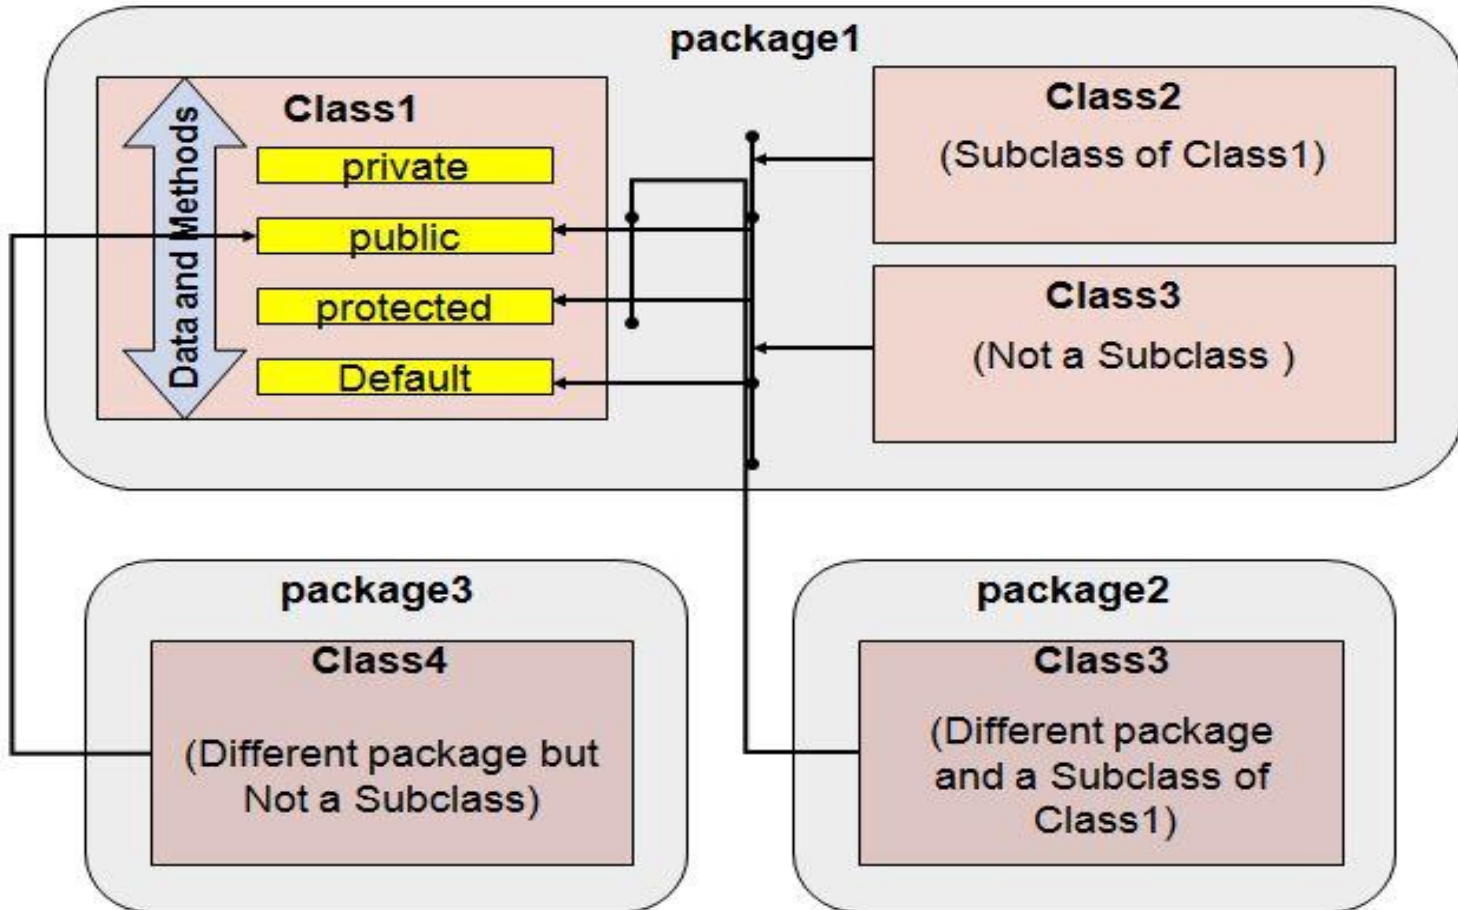 package1
Class1
Data and Methods
private
public
protected
Default
Class2
(Subclass of Class1)
Class3
(Not a Subclass )
package3
Class4
(Different package but
Not a Subclass)
package2
Class3
(Different package
and a Subclass of
Class1)